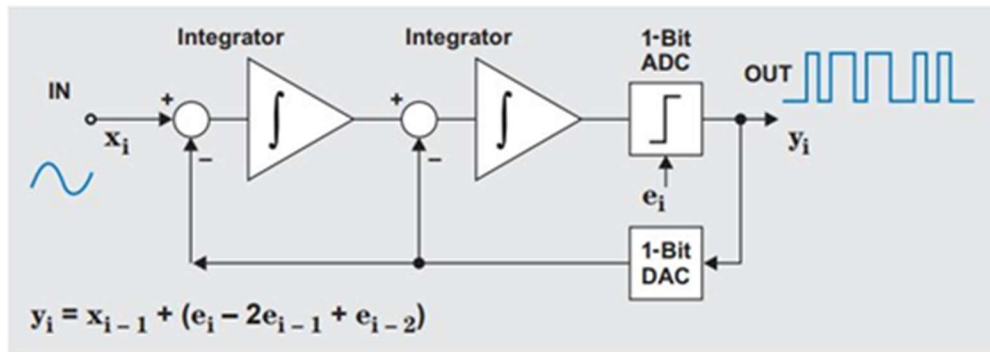 Integrator
Integrator
1-Bit
ADC
IN
OUT
+
+
∫
∫
xᵢ
−
−
yᵢ
eᵢ
1-Bit
DAC
yᵢ = xᵢ₋₁ + (eᵢ − 2eᵢ₋₁ + eᵢ₋₂)